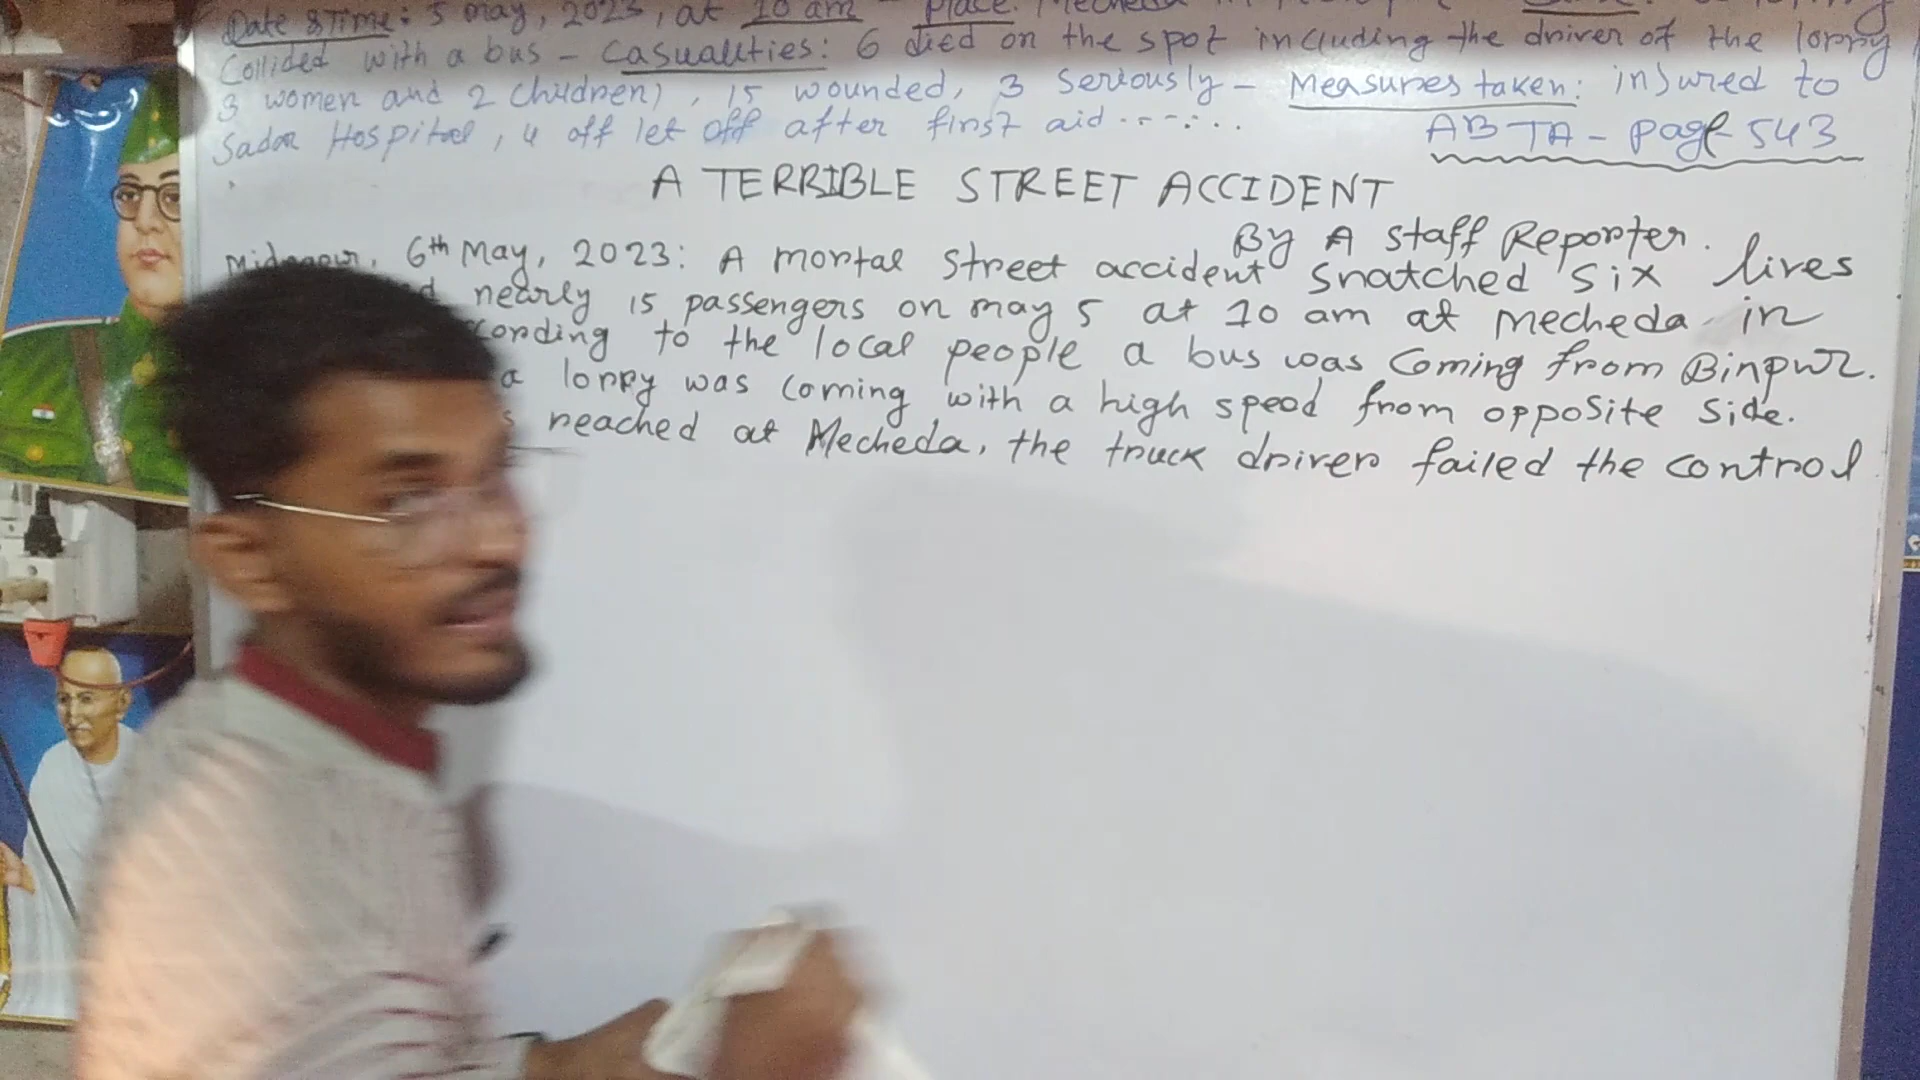 Date & Time: 5 may, 2023, at 10 am - Place: Mecheda in
Collided with a bus - Casualities: 6 died on the spot including the driver of the lorry
3 women and 2 Children), 15 wounded, 3 Seriously - Measures taken: injured to
Sadar Hospital, 4 off let off after first aid ......
ABTA - page 543
A TERRIBLE STREET ACCIDENT
By A Staff Reporter.
Midnapur, 6th May, 2023: A mortal street accident snatched six lives
nearly 15 passengers on may 5 at 10 am at Mecheda in
to the local people a bus was Coming from Binpur.
a lorry was coming with a high speed from opposite side.
reached at Mecheda, the truck driver failed the control